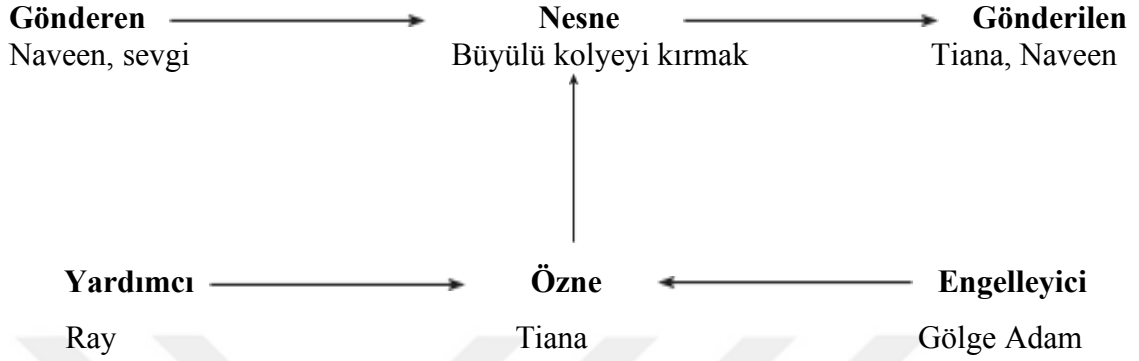 Gönderen Nesne Gönderilen
Naveen, sevgi Büyülü kolyeyi kırmak Tiana, Naveen
Yardımcı Özne Engelleyici
Ray Tiana Gölge Adam